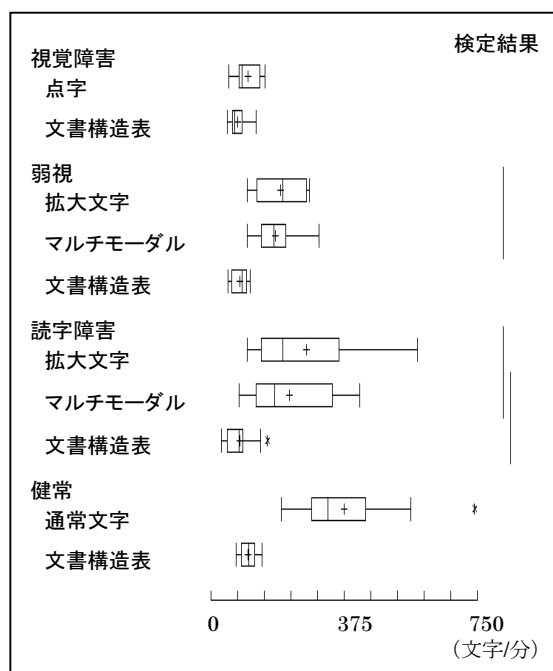 検定結果
視覚障害
点字
文書構造表
弱視
拡大文字
マルチモーダル
文書構造表
読字障害
拡大文字
マルチモーダル
文書構造表
健常
通常文字
文書構造表
0 375 750
(文字/分)